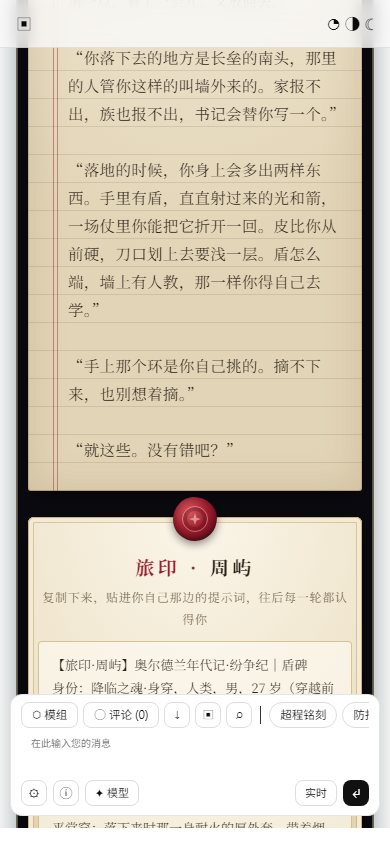 “你落下去的地方是长垒的南头，那里
的人管你这样的叫墙外来的。家报不
出，族也报不出，书记会替你写一个。”
“落地的时候，你身上会多出两样东
西。手里有盾，直直射过来的光和箭，
一场仗里你能把它折开一回。皮比你从
前硬，刀口划上去要浅一层。盾怎么
端，墙上有人教，那一样你得自己去
学。”
“手上那个环是你自己挑的。摘不下
来，也别想着摘。”
“就这些。没有错吧？”
旅印 · 周屿
复制下来，贴进你自己那边的提示词，往后每一轮都认
得你
【旅印·周屿】奥尔德兰年代记·纷争纪｜盾碑
身份：降临之魂·身穿，人类，男，27 岁（穿越前
模组
评论 (0)
超程铭刻
在此输入您的消息
模型
实时